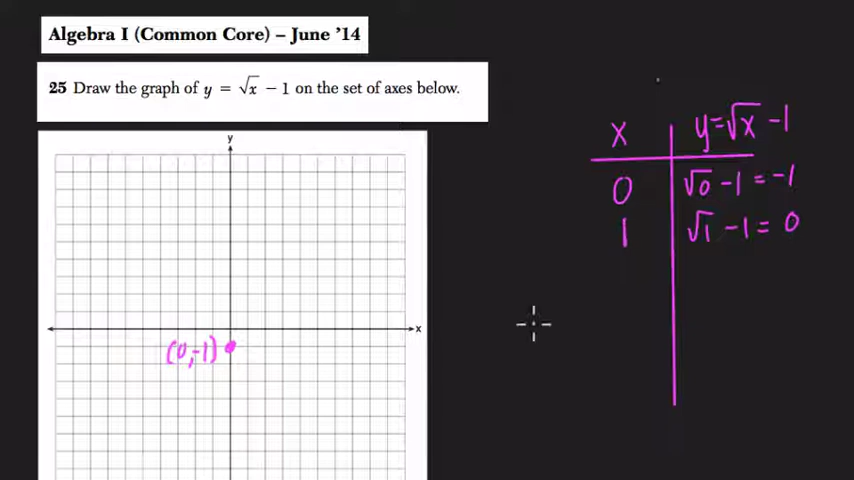 Algebra I (Common Core) – June ’14
25 Draw the graph of y = √x − 1 on the set of axes below.
y
x
(0,-1)
x y=√x -1
0 √0 -1 = -1
1 √1 -1 = 0